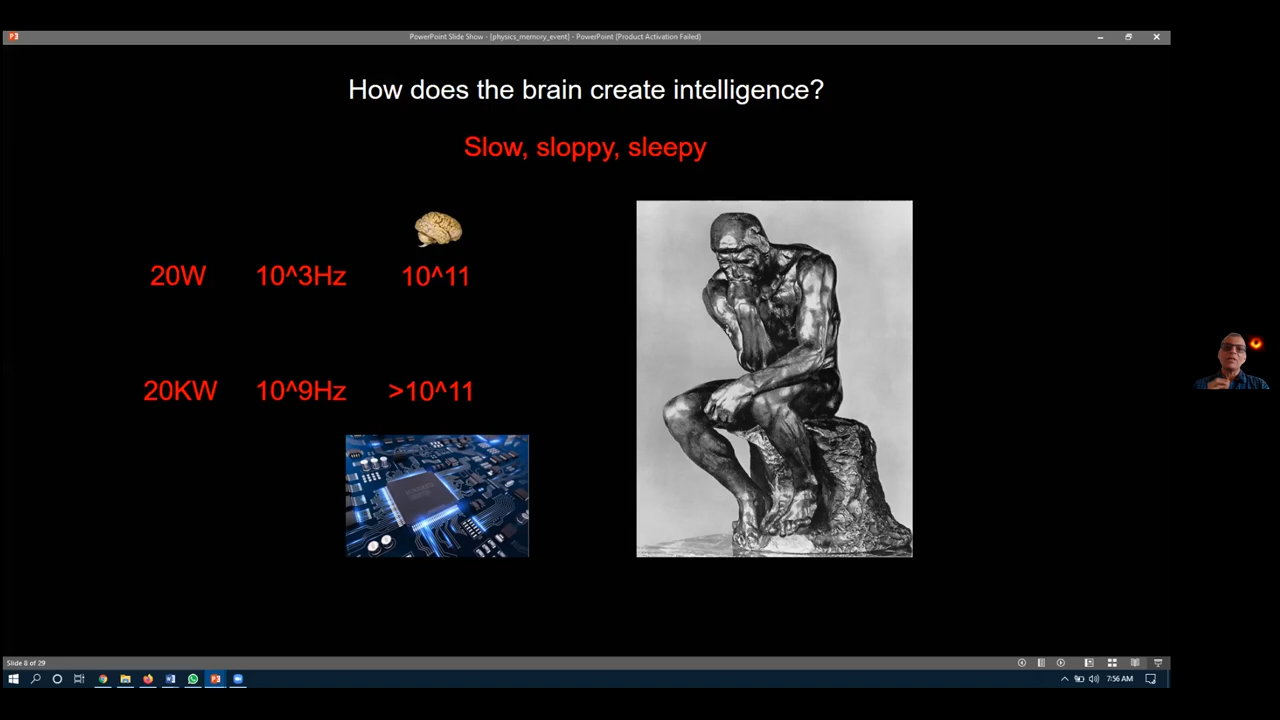 PowerPoint Slide Show - [physics_memory_event] - PowerPoint (Product Activation Failed)
How does the brain create intelligence?
Slow, sloppy, sleepy
20W 10^3Hz 10^11
20KW 10^9Hz >10^11
Slide 8 of 29
7:56 AM